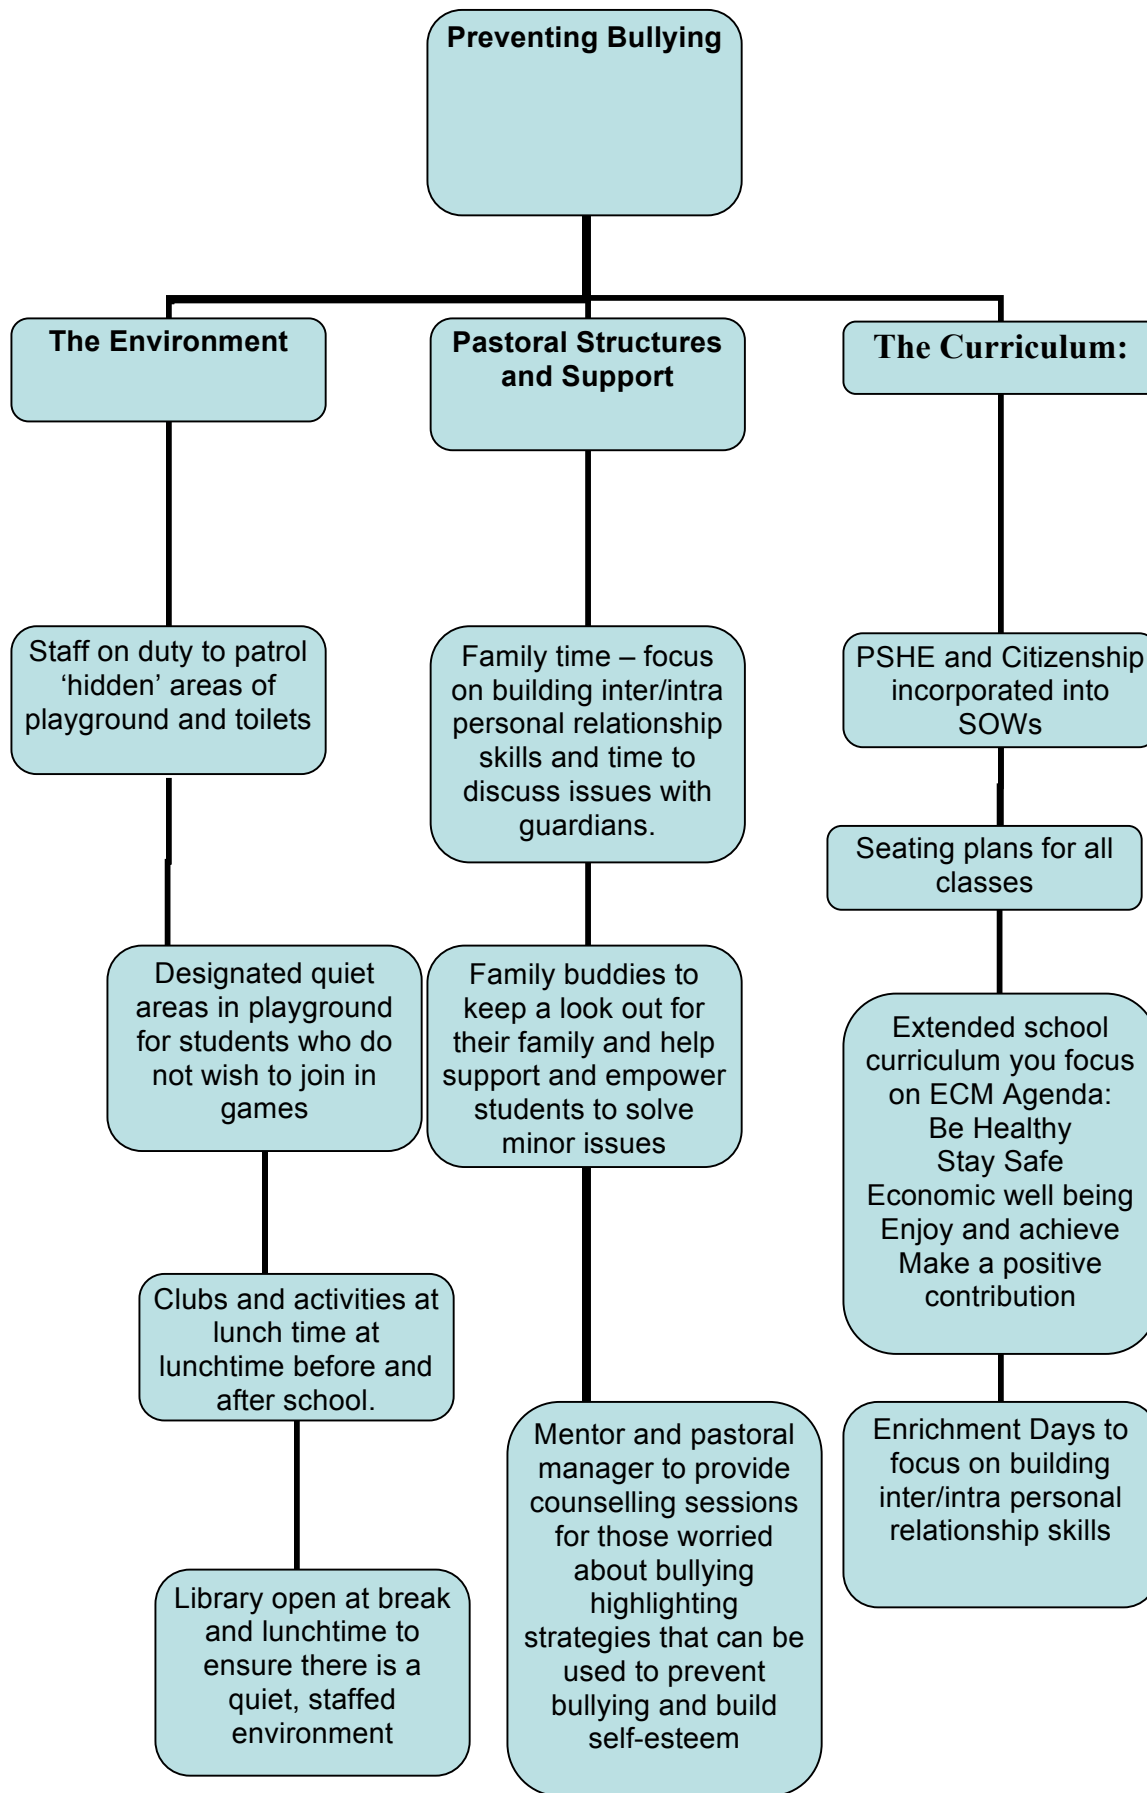 Preventing Bullying
The Environment
Staff on duty to patrol
‘hidden’ areas of
playground and toilets
Designated quiet
areas in playground
for students who do
not wish to join in
games
Clubs and activities at
lunch time at
lunchtime before and
after school.
Library open at break
and lunchtime to
ensure there is a
quiet, staffed
environment
Pastoral Structures
and Support
Family time – focus
on building inter/intra
personal relationship
skills and time to
discuss issues with
guardians.
Family buddies to
keep a look out for
their family and help
support and empower
students to solve
minor issues
Mentor and pastoral
manager to provide
counselling sessions
for those worried
about bullying
highlighting
strategies that can be
used to prevent
bullying and build
self-esteem
The Curriculum:
PSHE and Citizenship
incorporated into
SOWs
Seating plans for all
classes
Extended school
curriculum you focus
on ECM Agenda:
Be Healthy
Stay Safe
Economic well being
Enjoy and achieve
Make a positive
contribution
Enrichment Days to
focus on building
inter/intra personal
relationship skills